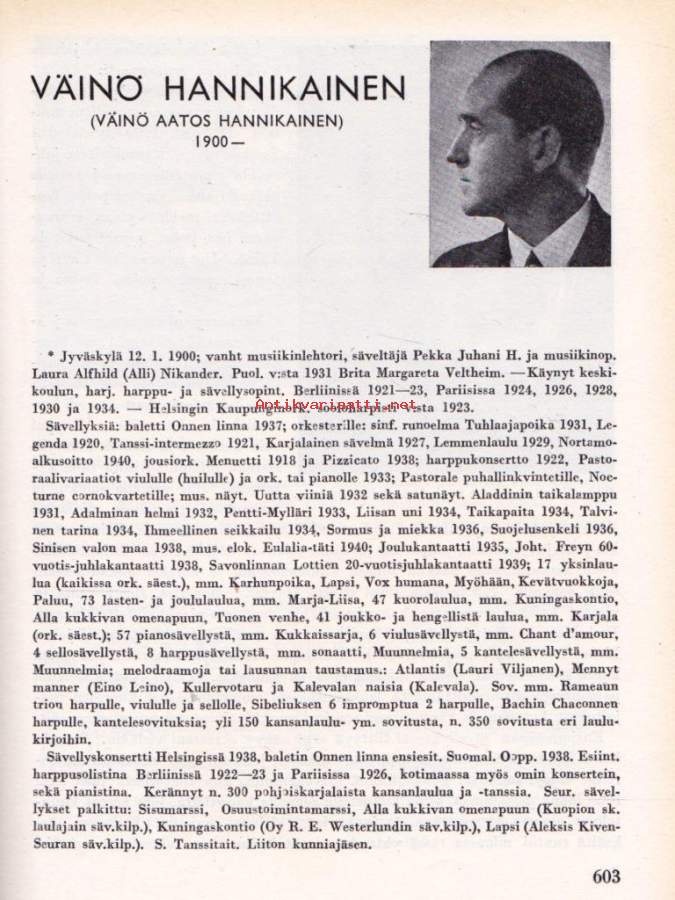 VÄINÖ HANNIKAINEN
(VÄINÖ AATOS HANNIKAINEN)
1900—
* Jyväskylä 12. 1. 1900; vanht musiikinlehtori, säveltäjä Pekka Juhani H. ja musiikinop.
Laura Alfhild (Alli) Nikander. Puol. v:sta 1931 Brita Margareta Veltheim. — Käynyt keski-
koulun, harj. harppu- ja sävellysopint. Berliinissä 1921—23, Pariisissa 1924, 1926, 1928,
1930 ja 1934. — Helsingin Kaupunginork. sooloharpisti v:sta 1923.
Antikvariaatti.net
Sävellyksiä: baletti Onnen linna 1937; orkesterille: sinf. runoelma Tuhlaajapoika 1931, Le-
genda 1920, Tanssi-intermezzo 1921, Karjalainen sävelmä 1927, Lemmenlaulu 1929, Nortamo-
alkusoitto 1940, jousiork. Menuetti 1918 ja Pizzicato 1938; harppukonsertto 1922, Pasto-
raalivariaatiot viululle (huilulle) ja ork. tai pianolle 1933; Pastorale puhallinkvintetille, Noc-
turne cornokvartetille; mus. näyt. Uutta viiniä 1932 sekä satunäyt. Aladdinin taikalamppu
1931, Adalminan helmi 1932, Pentti-Mylläri 1933, Liisan uni 1934, Taikapaita 1934, Talvi-
nen tarina 1934, Ihmeellinen seikkailu 1934, Sormus ja miekka 1936, Suojelusenkeli 1936,
Sinisen valon maa 1938, mus. elok. Eulalia-täti 1940; Joulukantaatti 1935, Joht. Freyn 60-
vuotis-juhlakantaatti 1938, Savonlinnan Lottien 20-vuotisjuhlakantaatti 1939; 17 yksinlau-
lua (kaikissa ork. säest.), mm. Karhunpoika, Lapsi, Vox humana, Myöhään, Kevätvuokkoja,
Paluu, 73 lasten- ja joululaulua, mm. Marja-Liisa, 47 kuorolaulua, mm. Kuningaskontio,
Alla kukkivan omenapuun, Tuonen venhe, 41 joukko- ja hengellistä laulua, mm. Karjala
(ork. säest.); 57 pianosävellystä, mm. Kukkaissarja, 6 viulusävellystä, mm. Chant d'amour,
4 sellosävellystä, 8 harppusävellystä, mm. sonaatti, Muunnelmia, 5 kantelesävellystä, mm.
Muunnelmia; melodraamoja tai lausunnan taustamus.: Atlantis (Lauri Viljanen), Mennyt
manner (Eino Leino), Kullervotaru ja Kalevalan naisia (Kalevala). Sov. mm. Rameaun
trion harpulle, viululle ja sellolle, Sibeliuksen 6 impromptua 2 harpulle, Bachin Chaconnen
harpulle, kantelesovituksia; yli 150 kansanlaulu- ym. sovitusta, n. 350 sovitusta eri laulu-
kirjoihin.
Sävellyskonsertti Helsingissä 1938, baletin Onnen linna ensiesit. Suomal. Oopp. 1938. Esiint.
harppusolistina Berliinissä 1922—23 ja Pariisissa 1926, kotimaassa myös omin konsertein,
sekä pianistina. Kerännyt n. 300 pohjoiskarjalaista kansanlaulua ja -tanssia. Seur. sävel-
lykset palkittu: Sisumarssi, Osuustoimintamarssi, Alla kukkivan omenapuun (Kuopion sk.
laulajain säv.kilp.), Kuningaskontio (Oy R. E. Westerlundin säv.kilp.), Lapsi (Aleksis Kiven-
Seuran säv.kilp.). S. Tanssitait. Liiton kunniajäsen.
603